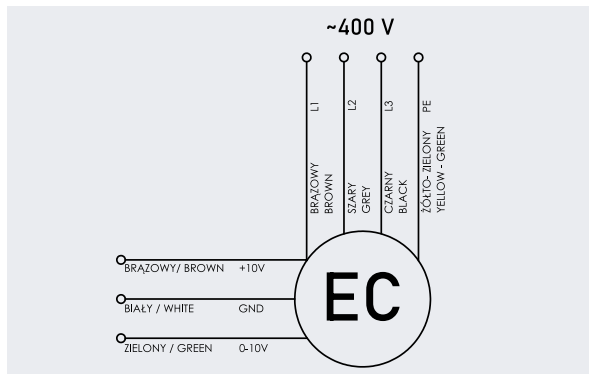 ~400 V
L1
BRĄZOWY
BROWN
L2
SZARY
GREY
L3
CZARNY
BLACK
PE
ŻÓŁTO- ZIELONY
YELLOW - GREEN
BRĄZOWY/ BROWN +10V
BIAŁY / WHITE GND
ZIELONY / GREEN 0-10V
EC